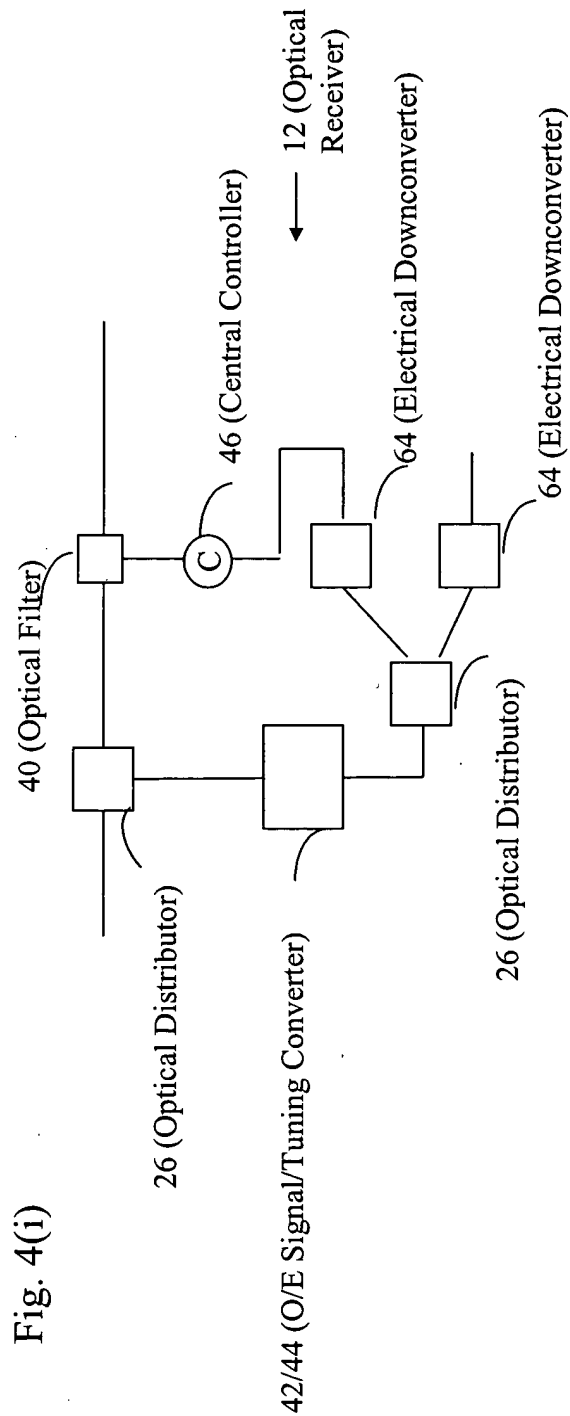 Fig. 4(i)
40 (Optical Filter)
46 (Central Controller)
12 (Optical
Receiver)
C
26 (Optical Distributor)
64 (Electrical Downconverter)
42/44 (O/E Signal/Tuning Converter)
26 (Optical Distributor)
64 (Electrical Downconverter)